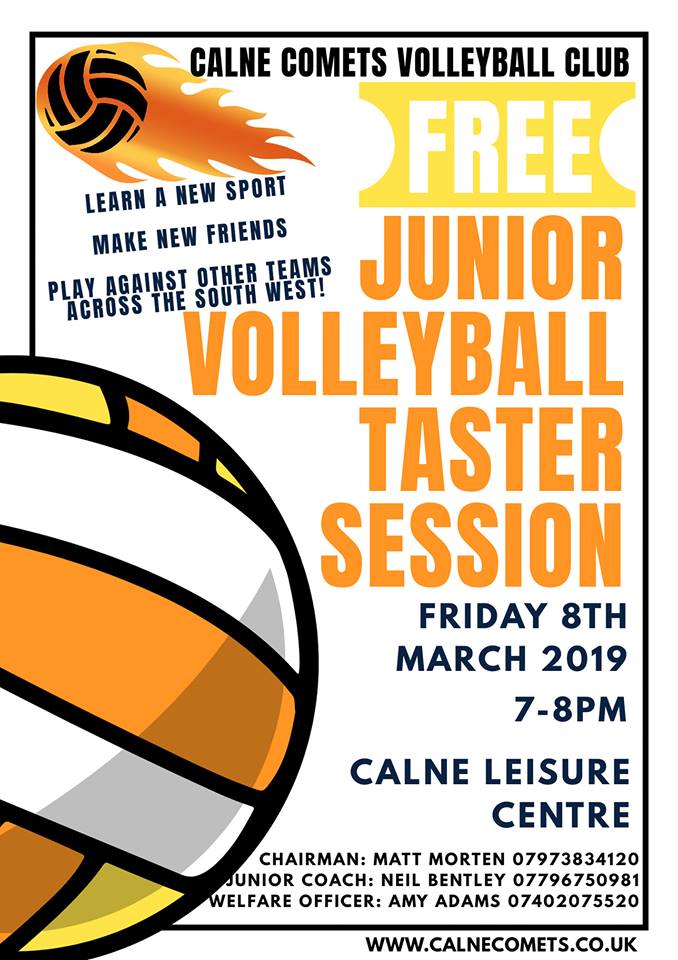 CALNE COMETS VOLLEYBALL CLUB
FREE
LEARN A NEW SPORT
MAKE NEW FRIENDS
PLAY AGAINST OTHER TEAMS
ACROSS THE SOUTH WEST!
JUNIOR
VOLLEYBALL
TASTER
SESSION
FRIDAY 8TH
MARCH 2019
7-8PM
CALNE LEISURE
CENTRE
CHAIRMAN: MATT MORTEN 07973834120
JUNIOR COACH: NEIL BENTLEY 07796750981
WELFARE OFFICER: AMY ADAMS 07402075520
WWW.CALNECOMETS.CO.UK